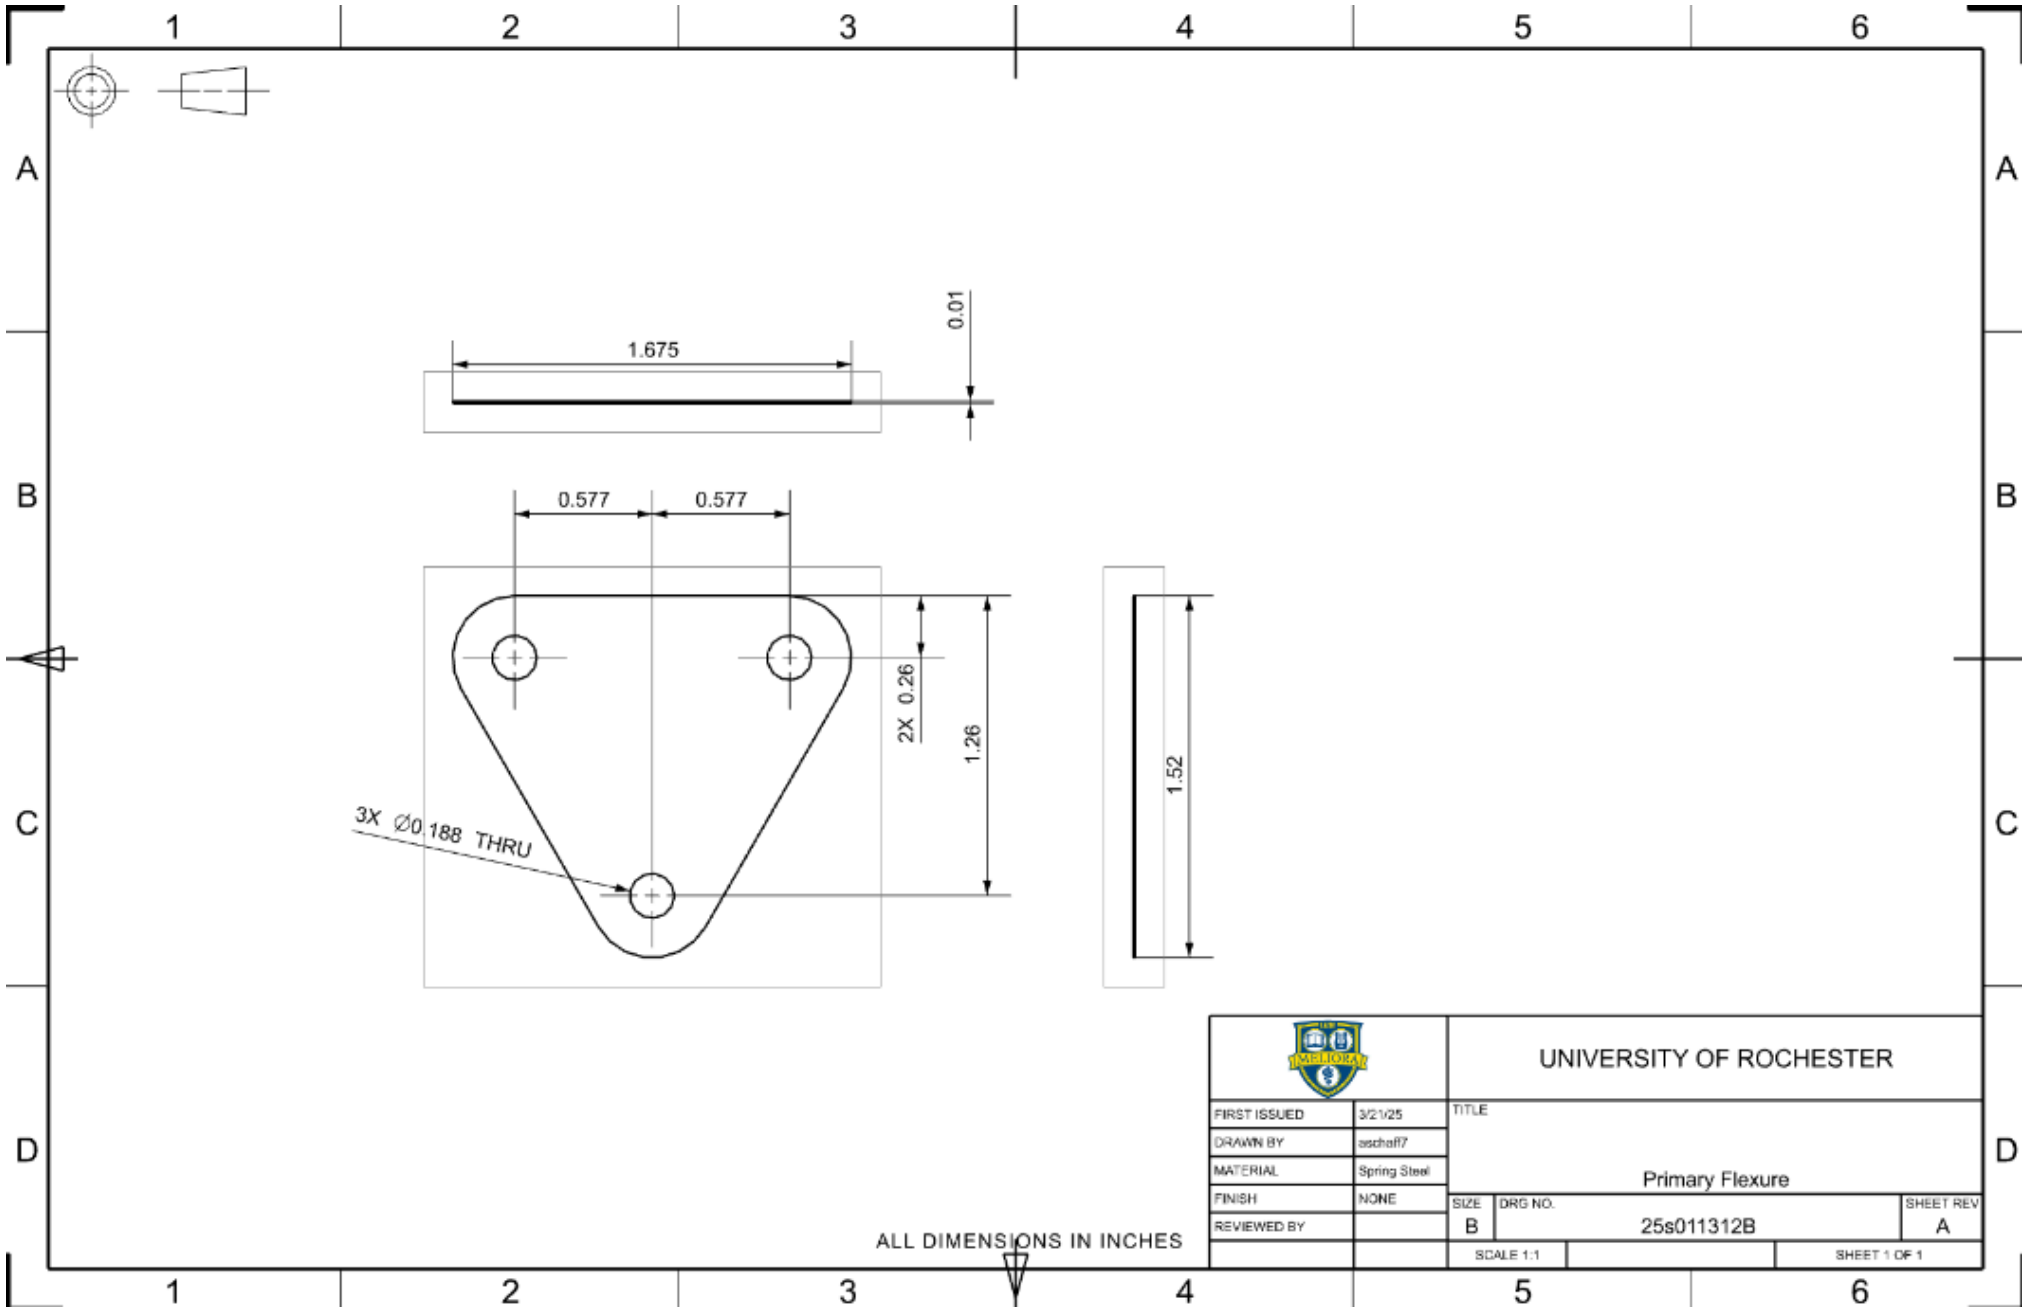 1 2 3 4 5 6
A A
0.01
1.675
B B
0.577 0.577
2X 0.26
1.26
1.52
C C
3X Ø0.188 THRU
MELIORA
UNIVERSITY OF ROCHESTER
FIRST ISSUED 3/21/25
TITLE
DRAWN BY aschaff7
D D
MATERIAL Spring Steel
Primary Flexure
FINISH NONE
SIZE DRG NO. SHEET REV
REVIEWED BY
B 25s011312B A
ALL DIMENSIONS IN INCHES
SCALE 1:1 SHEET 1 OF 1
1 2 3 4 5 6